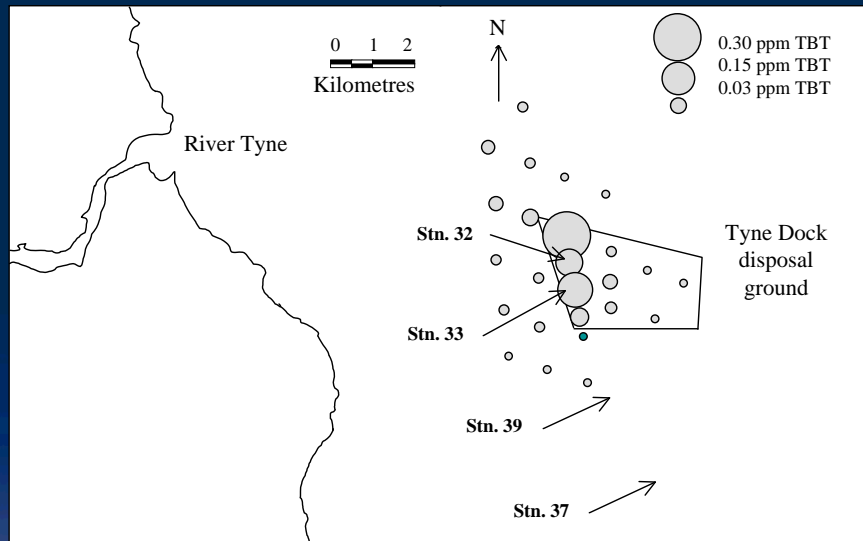 0 1 2
Kilometres
N
0.30 ppm TBT
0.15 ppm TBT
0.03 ppm TBT
River Tyne
Stn. 32
Tyne Dock
disposal
ground
Stn. 33
Stn. 39
Stn. 37